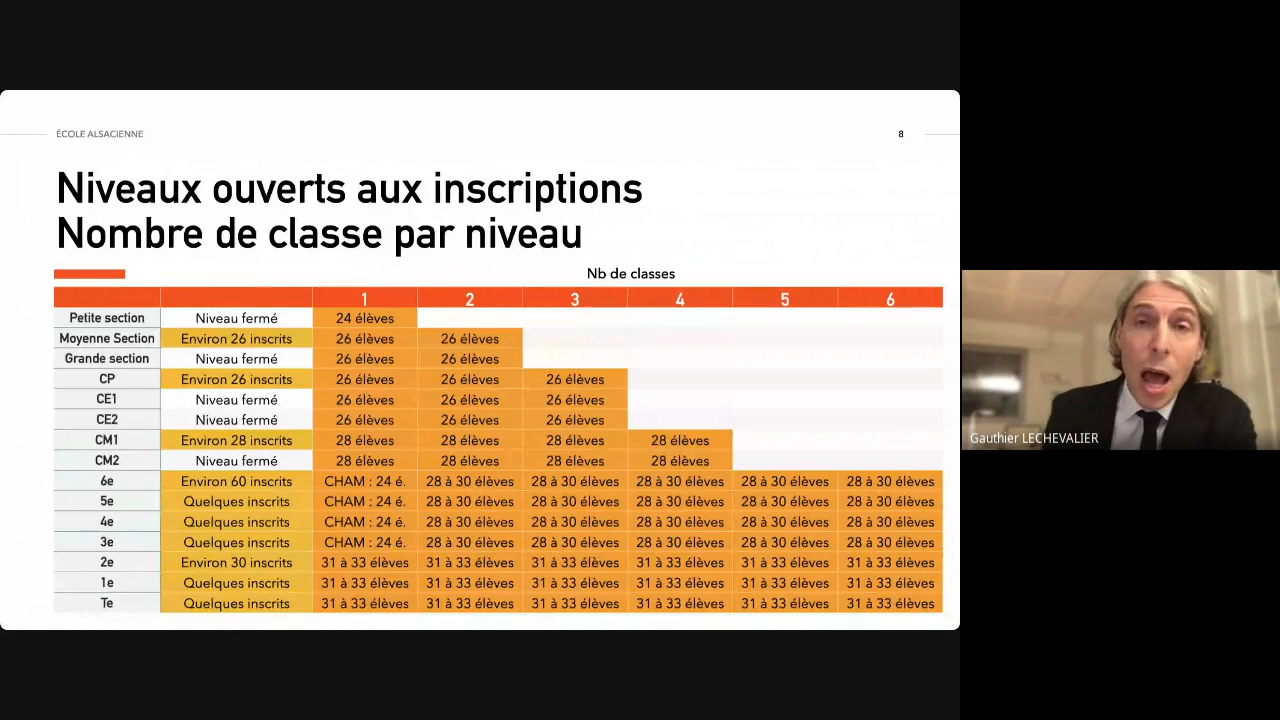 ÉCOLE ALSACIENNE
8
Niveaux ouverts aux inscriptions
Nombre de classe par niveau
Nb de classes
1 2 3 4 5 6
Petite section Niveau fermé 24 élèves
Moyenne Section Environ 26 inscrits 26 élèves 26 élèves
Grande section Niveau fermé 26 élèves 26 élèves
CP Environ 26 inscrits 26 élèves 26 élèves 26 élèves
CE1 Niveau fermé 26 élèves 26 élèves 26 élèves
CE2 Niveau fermé 26 élèves 26 élèves 26 élèves
CM1 Environ 28 inscrits 28 élèves 28 élèves 28 élèves 28 élèves
CM2 Niveau fermé 28 élèves 28 élèves 28 élèves 28 élèves
6e Environ 60 inscrits CHAM : 24 é. 28 à 30 élèves 28 à 30 élèves 28 à 30 élèves 28 à 30 élèves 28 à 30 élèves
5e Quelques inscrits CHAM : 24 é. 28 à 30 élèves 28 à 30 élèves 28 à 30 élèves 28 à 30 élèves 28 à 30 élèves
4e Quelques inscrits CHAM : 24 é. 28 à 30 élèves 28 à 30 élèves 28 à 30 élèves 28 à 30 élèves 28 à 30 élèves
3e Quelques inscrits CHAM : 24 é. 28 à 30 élèves 28 à 30 élèves 28 à 30 élèves 28 à 30 élèves 28 à 30 élèves
2e Environ 30 inscrits 31 à 33 élèves 31 à 33 élèves 31 à 33 élèves 31 à 33 élèves 31 à 33 élèves 31 à 33 élèves
1e Quelques inscrits 31 à 33 élèves 31 à 33 élèves 31 à 33 élèves 31 à 33 élèves 31 à 33 élèves 31 à 33 élèves
Te Quelques inscrits 31 à 33 élèves 31 à 33 élèves 31 à 33 élèves 31 à 33 élèves 31 à 33 élèves 31 à 33 élèves
Gauthier LECHEVALIER